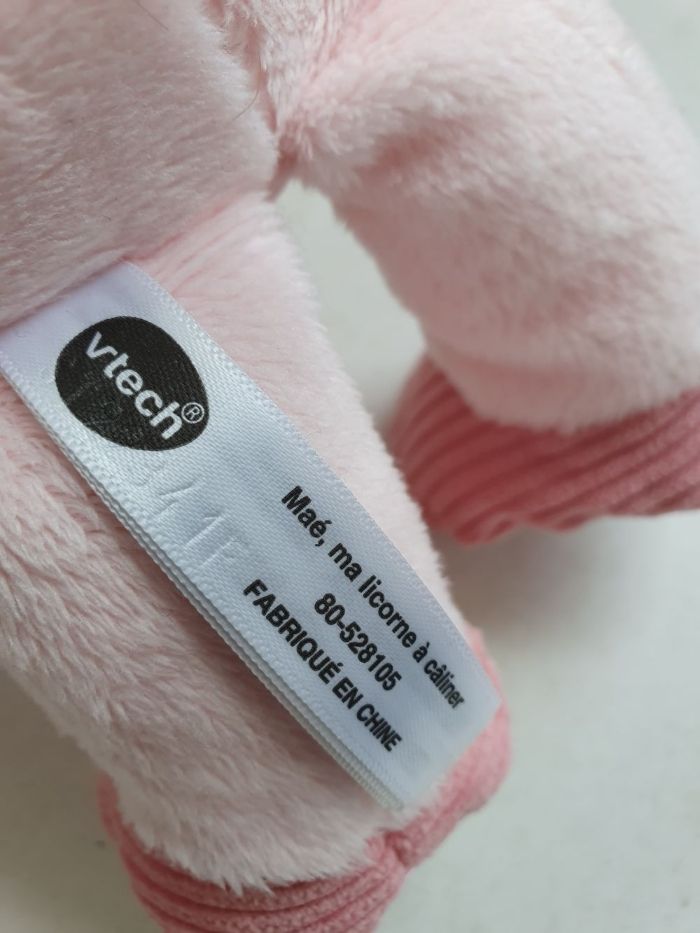 vtech®
Maé, ma licorne à câliner
80-528105
FABRIQUÉ EN CHINE